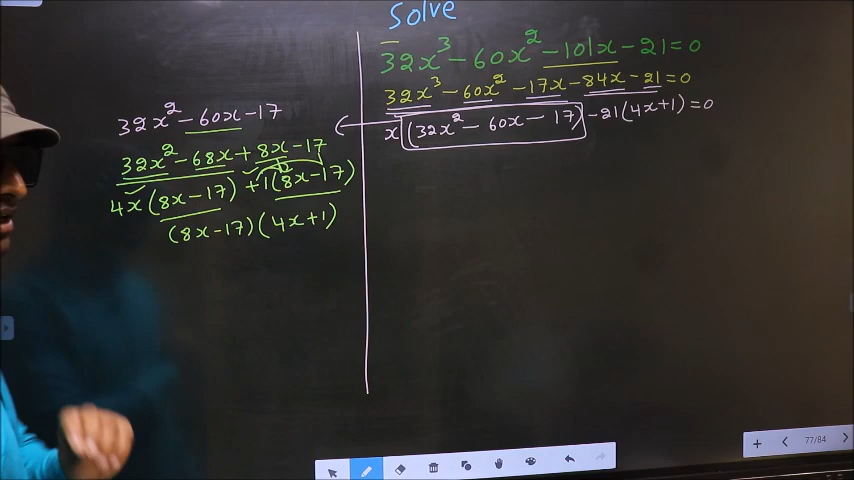 Solve
32x³ - 60x² - 101x - 21 = 0
32x³ - 60x² - 17x - 84x - 21 = 0
x(32x² - 60x - 17) - 21(4x+1) = 0
32x² - 60x - 17
32x² - 68x + 8x - 17
4x(8x - 17) + 1(8x - 17)
(8x - 17)(4x+1)
77/84